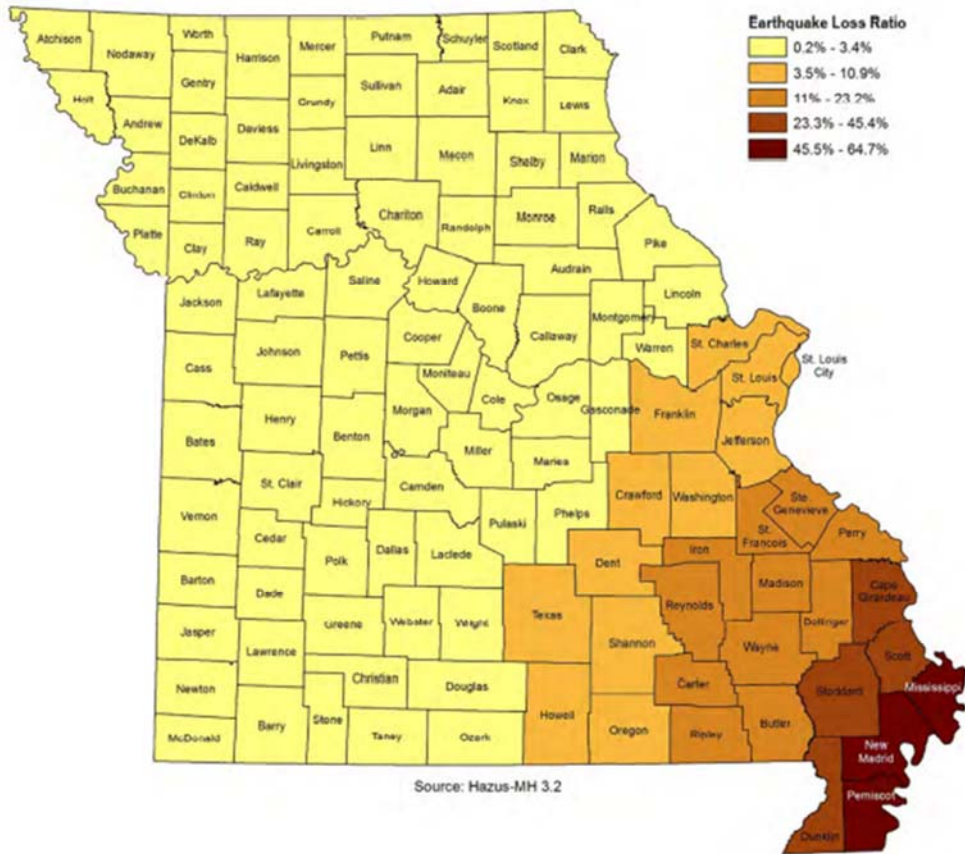 Earthquake Loss Ratio
0.2% - 3.4%
3.5% - 10.9%
11% - 23.2%
23.3% - 45.4%
45.5% - 64.7%
Atchison
Nodaway
Worth
Harrison
Mercer
Putnam
Schuyler
Scotland
Clark
Gentry
Sullivan
Adair
Knox
Lewis
Holt
Andrew
DeKalb
Daviess
Grundy
Livingston
Linn
Macon
Shelby
Marion
Buchanan
Clinton
Caldwell
Chariton
Randolph
Monroe
Ralls
Platte
Clay
Ray
Carroll
Pike
Audrain
Jackson
Lafayette
Saline
Howard
Boone
Callaway
Montgomery
Lincoln
Cooper
Warren
St. Charles
St. Louis
City
St. Louis
Cass
Johnson
Pettis
Moniteau
Cole
Osage
Gasconade
Franklin
Jefferson
Bates
Henry
Benton
Morgan
Miller
Maries
Camden
Crawford
Washington
Ste.
Genevieve
St.
Francois
Perry
Vernon
St. Clair
Hickory
Pulaski
Phelps
Cedar
Polk
Dallas
Laclede
Dent
Iron
Madison
Cape
Girardeau
Barton
Dade
Texas
Reynolds
Bollinger
Jasper
Greene
Webster
Wright
Shannon
Wayne
Scott
Lawrence
Christian
Douglas
Carter
Stoddard
Mississippi
Newton
Howell
Oregon
Ripley
Butler
McDonald
Barry
Stone
Taney
Ozark
New
Madrid
Pemiscot
Dunklin
Source: Hazus-MH 3.2